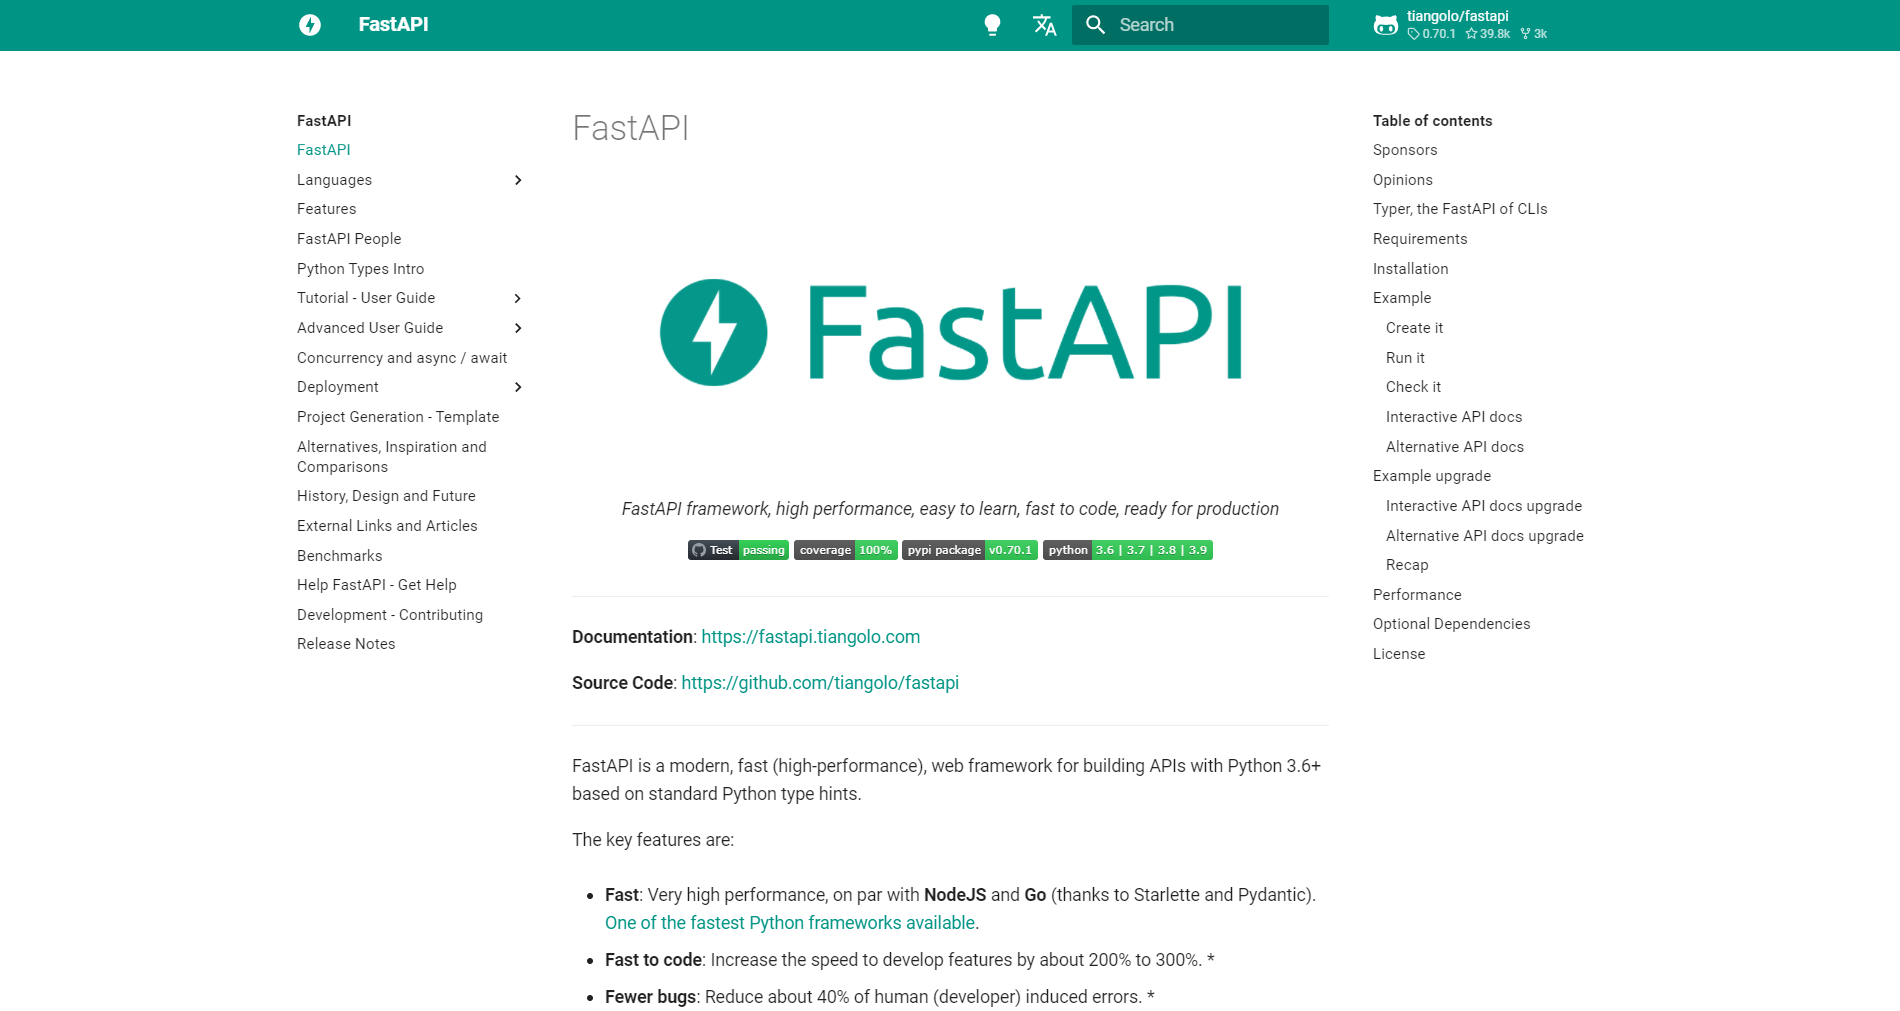 FastAPI
Search
tiangolo/fastapi
0.70.1 39.8k 3k
FastAPI
FastAPI
Languages
Features
FastAPI People
Python Types Intro
Tutorial - User Guide
Advanced User Guide
Concurrency and async / await
Deployment
Project Generation - Template
Alternatives, Inspiration and
Comparisons
History, Design and Future
External Links and Articles
Benchmarks
Help FastAPI - Get Help
Development - Contributing
Release Notes
FastAPI
FastAPI
FastAPI framework, high performance, easy to learn, fast to code, ready for production
Test passing coverage 100% pypi package v0.70.1 python 3.6 | 3.7 | 3.8 | 3.9
Documentation: https://fastapi.tiangolo.com
Source Code: https://github.com/tiangolo/fastapi
FastAPI is a modern, fast (high-performance), web framework for building APIs with Python 3.6+
based on standard Python type hints.
The key features are:
• Fast: Very high performance, on par with NodeJS and Go (thanks to Starlette and Pydantic).
One of the fastest Python frameworks available.
• Fast to code: Increase the speed to develop features by about 200% to 300%. *
• Fewer bugs: Reduce about 40% of human (developer) induced errors. *
Table of contents
Sponsors
Opinions
Typer, the FastAPI of CLIs
Requirements
Installation
Example
Create it
Run it
Check it
Interactive API docs
Alternative API docs
Example upgrade
Interactive API docs upgrade
Alternative API docs upgrade
Recap
Performance
Optional Dependencies
License